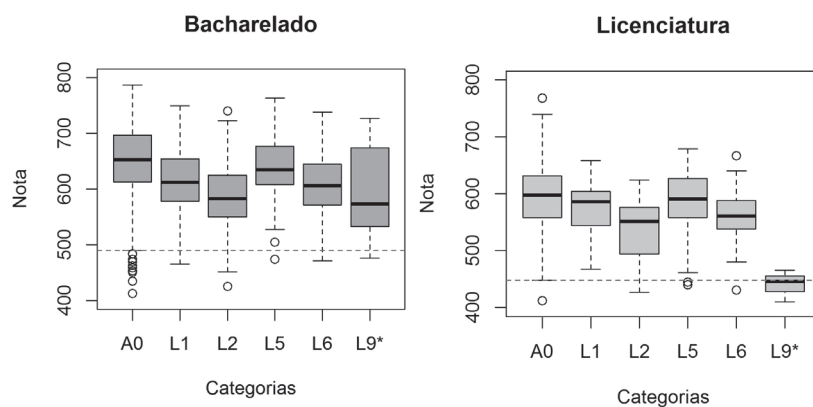 Bacharelado
Nota
800
700
600
500
400
A0 L1 L2 L5 L6 L9*
Categorias
Licenciatura
Nota
800
700
600
500
400
A0 L1 L2 L5 L6 L9*
Categorias